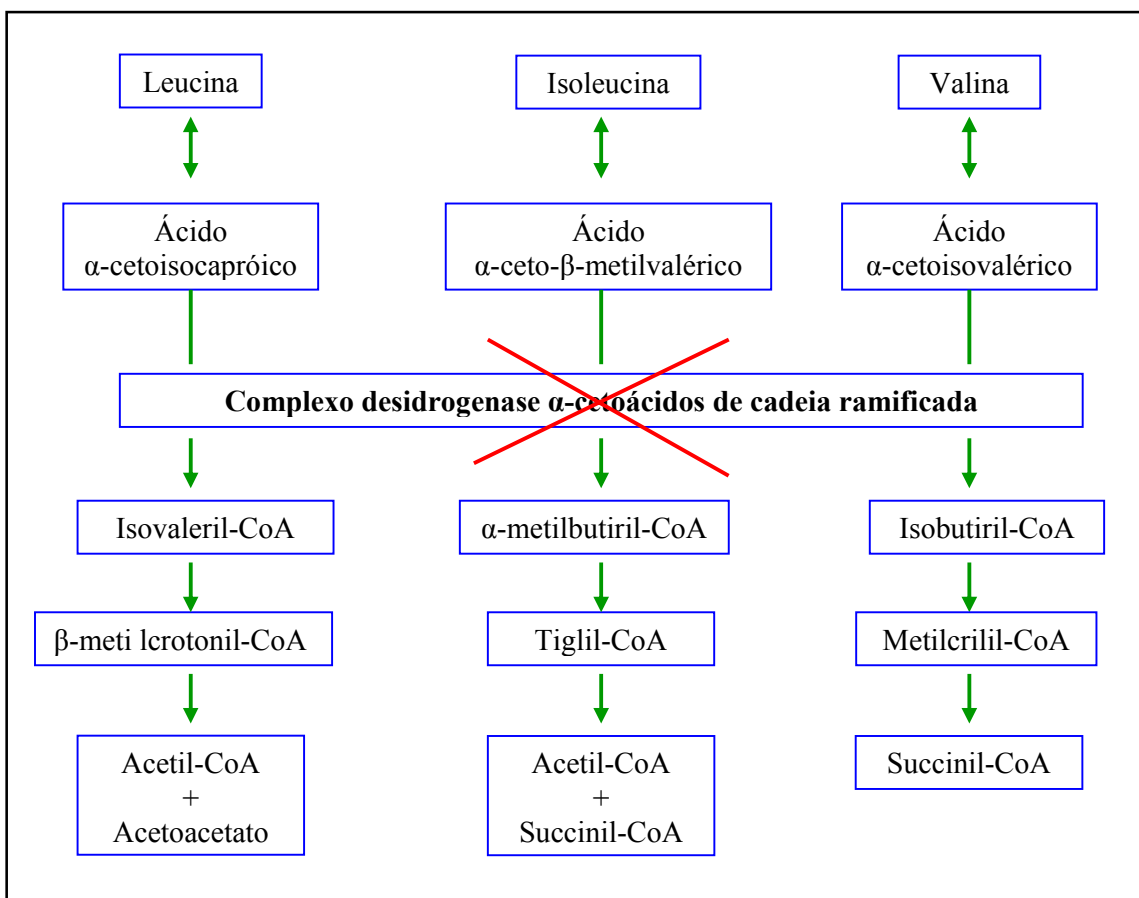 Leucina
Isoleucina
Valina
Ácido
α-cetoisocapróico
Ácido
α-ceto-β-metilvalérico
Ácido
α-cetoisovalérico
Complexo desidrogenase α-cetoácidos de cadeia ramificada
Isovaleril-CoA
α-metilbutiril-CoA
Isobutiril-CoA
β-meti lcrotonil-CoA
Tiglil-CoA
Metilcrilil-CoA
Acetil-CoA
+
Acetoacetato
Acetil-CoA
+
Succinil-CoA
Succinil-CoA